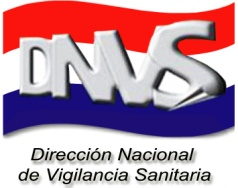 DNVS
Dirección Nacional
de Vigilancia Sanitaria